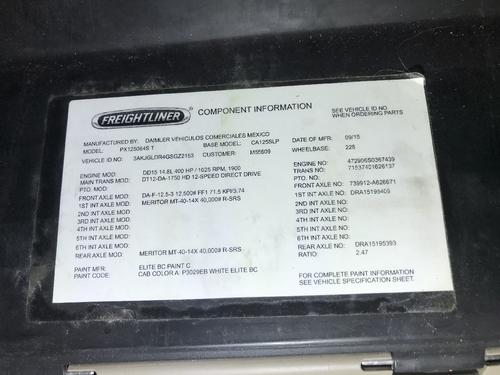 FREIGHTLINER
COMPONENT INFORMATION
SEE VEHICLE ID NO
WHEN ORDERING PARTS
MANUFACTURED BY: DAIMLER VEHICULOS COMERCIALES MEXICO DATE OF MFR: 09/15
MODEL: PX125064S T BASE MODEL: CA125SLP WHEELBASE: 228
VEHICLE ID NO: 3AKJGLDR4GSGZ2153 CUSTOMER: M55609
ENGINE MOD: DD15 14.8L 400 HP / 1625 RPM, 1900 ENGINE NO: 472906S0367439
MAIN TRANS MOD: DT12-DA-1750 HD 12-SPEED DIRECT DRIVE TRANS NO: 71537401626137
PTO. MOD: PTO. NO:
FRONT AXLE MOD: DA-F-12.5-3 12,500# FF1 71.5 KPI/3.74 FRONT AXLE NO: 739912-A626671
1ST INT AXLE MOD: MERITOR MT-40-14X 40,000# R-SRS 1ST INT AXLE NO: DRA15195409
2ND INT AXLE MOD: 2ND INT AXLE NO:
3RD INT AXLE MOD: 3RD INT AXLE NO:
4TH INT AXLE MOD: 4TH INT AXLE NO:
5TH INT AXLE MOD: 5TH INT AXLE NO:
6TH INT AXLE MOD: 6TH INT AXLE NO:
REAR AXLE MOD: MERITOR MT-40-14X 40,000# R-SRS REAR AXLE NO: DRA15195393
RATIO: 2.47
PAINT MFR: ELITE BC PAINT C
PAINT CODE: CAB COLOR A: P3029EB WHITE ELITE BC
FOR COMPLETE PAINT INFORMATION
SEE VEHICLE SPECIFICATION SHEET.